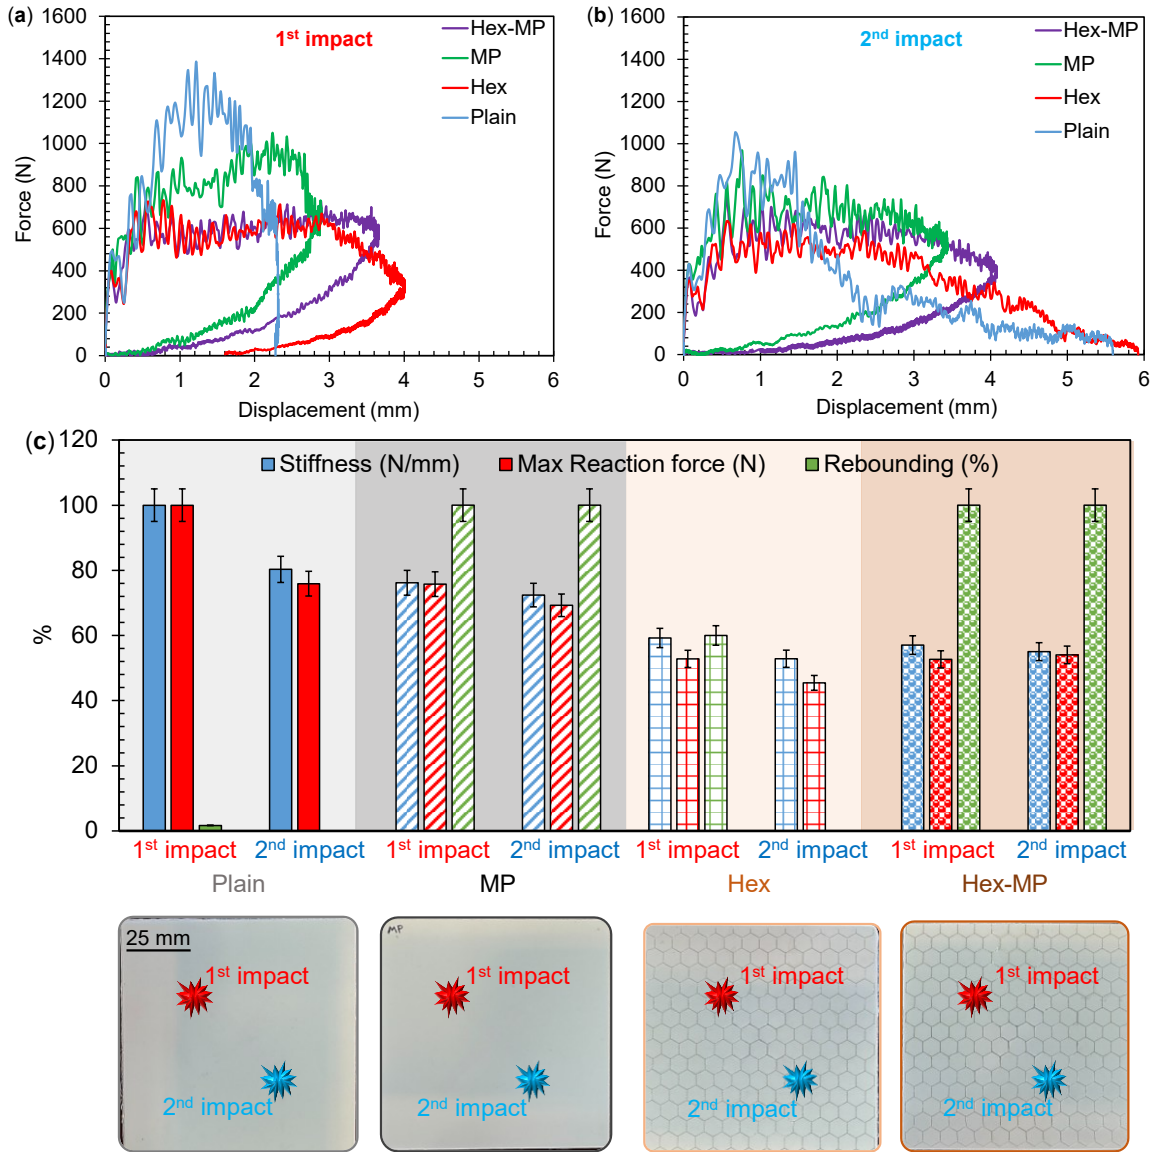 (a)
1st impact
Hex-MP
MP
Hex
Plain
1600
1400
1200
1000
800
600
400
200
0
Force (N)
0 1 2 3 4 5 6
Displacement (mm)
(b)
2nd impact
Hex-MP
MP
Hex
Plain
1600
1400
1200
1000
800
600
400
200
0
Force (N)
0 1 2 3 4 5 6
Displacement (mm)
(c)
Stiffness (N/mm) Max Reaction force (N) Rebounding (%)
120
100
80
60
40
20
0
%
1st impact 2nd impact 1st impact 2nd impact 1st impact 2nd impact 1st impact 2nd impact
Plain MP Hex Hex-MP
25 mm
1st impact
2nd impact
MP
1st impact
2nd impact
1st impact
2nd impact
1st impact
2nd impact